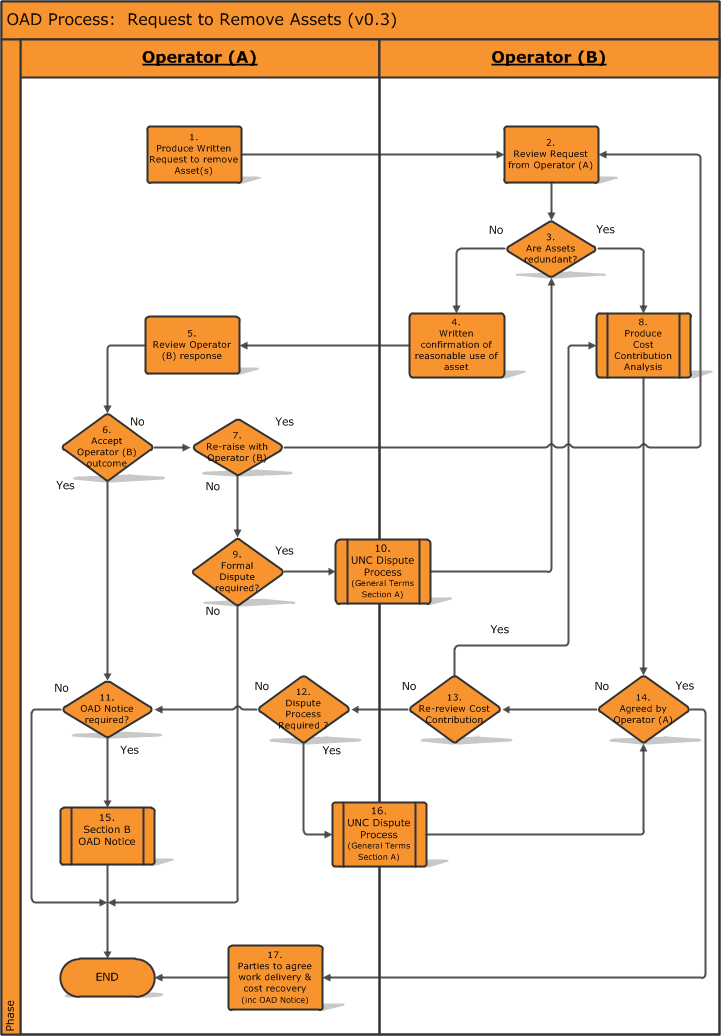 OAD Process:  Request to Remove Assets (v0.3)
Operator (A)
Operator (B)
1.
Produce Written
Request to remove
Asset(s)
2.
Review Request
from Operator (A)
No
Yes
3.
Are Assets
redundant?
5.
Review Operator
(B) response
4.
Written
confirmation of
reasonable use of
asset
8.
Produce
Cost
Contribution
Analysis
6.
Accept
Operator (B)
outcome
No
7.
Re-raise with
Operator (B)
Yes
Yes
No
9.
Formal
Dispute
required?
Yes
No
10.
UNC Dispute
Process
(General Terms
Section A)
Yes
No
11.
OAD Notice
required?
Yes
No
12.
Dispute
Process
Required ?
Yes
No
13.
Re-review Cost
Contribution
No
14.
Agreed by
Operator (A)
Yes
15.
Section B
OAD Notice
16.
UNC Dispute
Process
(General Terms
Section A)
END
17.
Parties to agree
work delivery &
cost recovery
(inc OAD Notice)
Phase